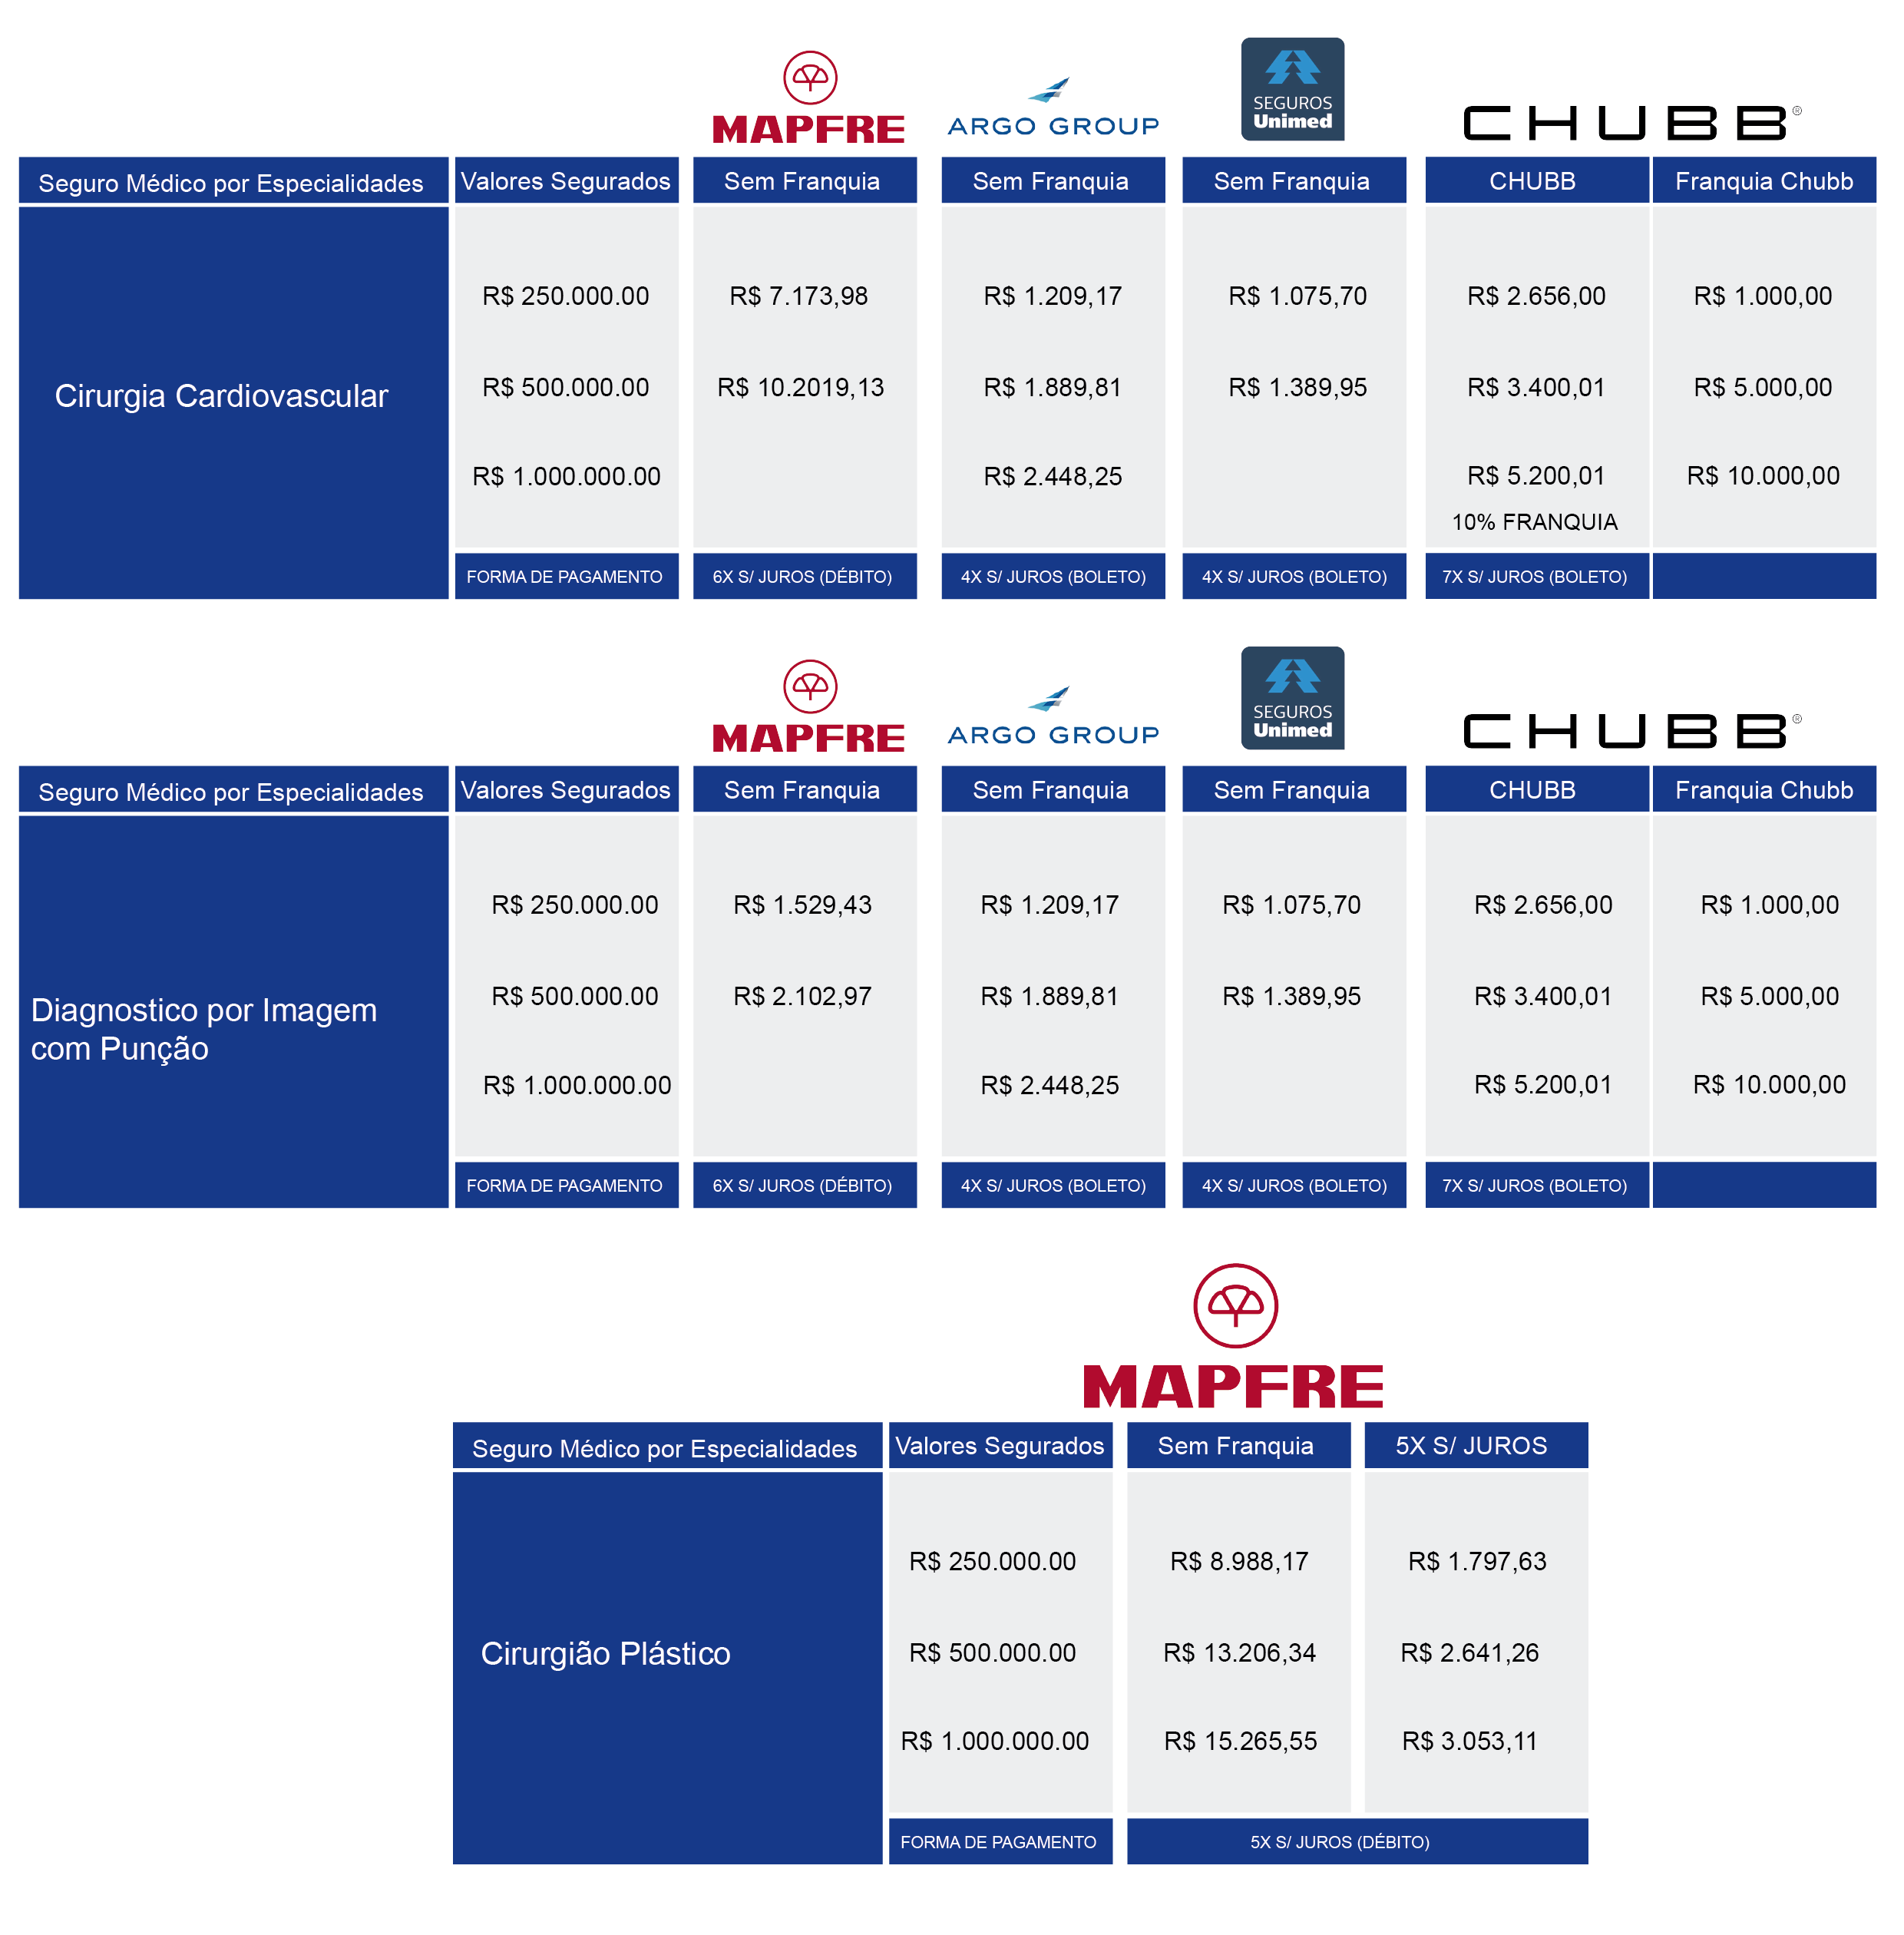 MAPFRE ARGO GROUP SEGUROS Unimed CHUBB®
Seguro Médico por Especialidades Valores Segurados Sem Franquia Sem Franquia Sem Franquia CHUBB Franquia Chubb
R$ 250.000.00 R$ 7.173,98 R$ 1.209,17 R$ 1.075,70 R$ 2.656,00 R$ 1.000,00
Cirurgia Cardiovascular R$ 500.000.00 R$ 10.2019,13 R$ 1.889,81 R$ 1.389,95 R$ 3.400,01 R$ 5.000,00
R$ 1.000.000.00 R$ 2.448,25 R$ 5.200,01 R$ 10.000,00
10% FRANQUIA
FORMA DE PAGAMENTO 6X S/ JUROS (DÉBITO) 4X S/ JUROS (BOLETO) 4X S/ JUROS (BOLETO) 7X S/ JUROS (BOLETO)
MAPFRE ARGO GROUP SEGUROS Unimed CHUBB®
Seguro Médico por Especialidades Valores Segurados Sem Franquia Sem Franquia Sem Franquia CHUBB Franquia Chubb
R$ 250.000.00 R$ 1.529,43 R$ 1.209,17 R$ 1.075,70 R$ 2.656,00 R$ 1.000,00
R$ 500.000.00 R$ 2.102,97 R$ 1.889,81 R$ 1.389,95 R$ 3.400,01 R$ 5.000,00
Diagnostico por Imagem
com Punção
R$ 1.000.000.00 R$ 2.448,25 R$ 5.200,01 R$ 10.000,00
FORMA DE PAGAMENTO 6X S/ JUROS (DÉBITO) 4X S/ JUROS (BOLETO) 4X S/ JUROS (BOLETO) 7X S/ JUROS (BOLETO)
MAPFRE
Seguro Médico por Especialidades Valores Segurados Sem Franquia 5X S/ JUROS
R$ 250.000.00 R$ 8.988,17 R$ 1.797,63
Cirurgião Plástico R$ 500.000.00 R$ 13.206,34 R$ 2.641,26
R$ 1.000.000.00 R$ 15.265,55 R$ 3.053,11
FORMA DE PAGAMENTO 5X S/ JUROS (DÉBITO)